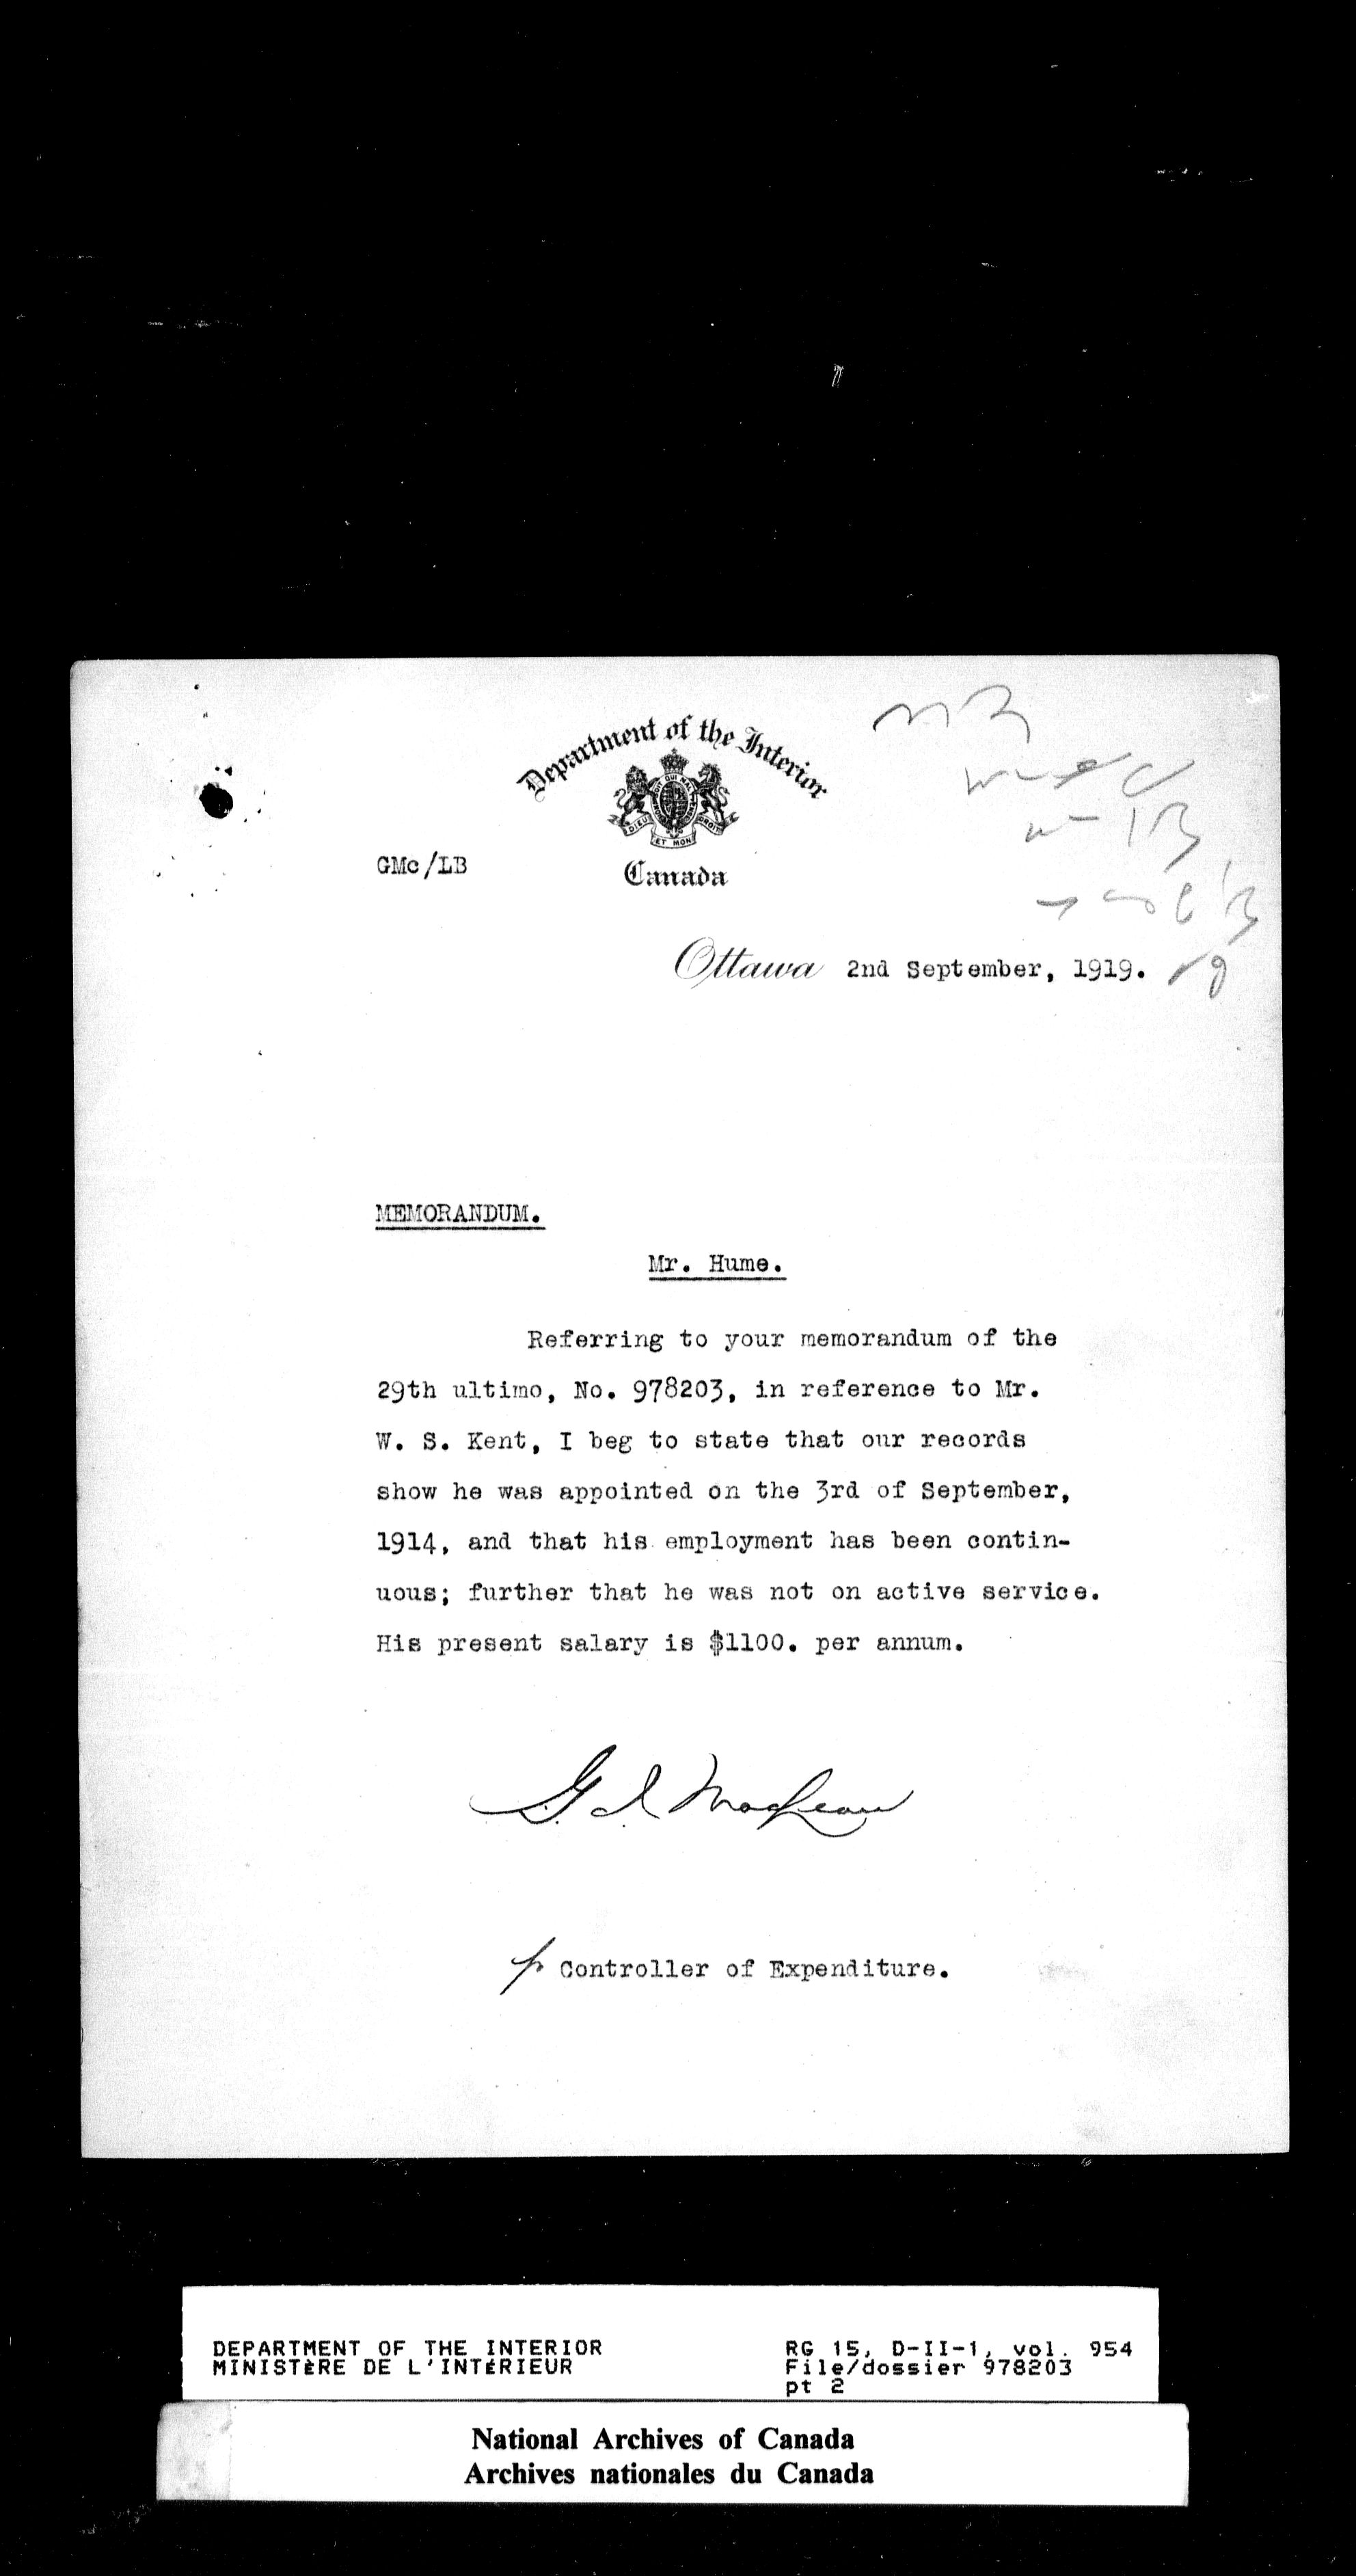 Department of the Interior
DIEU ET MON DROIT
GMc/LB
Canada
Ottawa 2nd September, 1919.
MEMORANDUM.
Mr. Hume.
Referring to your memorandum of the
29th ultimo, No. 978203, in reference to Mr.
W. S. Kent, I beg to state that our records
show he was appointed on the 3rd of September,
1914, and that his employment has been contin-
uous; further that he was not on active service.
His present salary is $1100. per annum.
Controller of Expenditure.
DEPARTMENT OF THE INTERIOR
MINISTÈRE DE L'INTÉRIEUR
RG 15, D-II-1, vol. 954
File/dossier 978203
pt 2
National Archives of Canada
Archives nationales du Canada